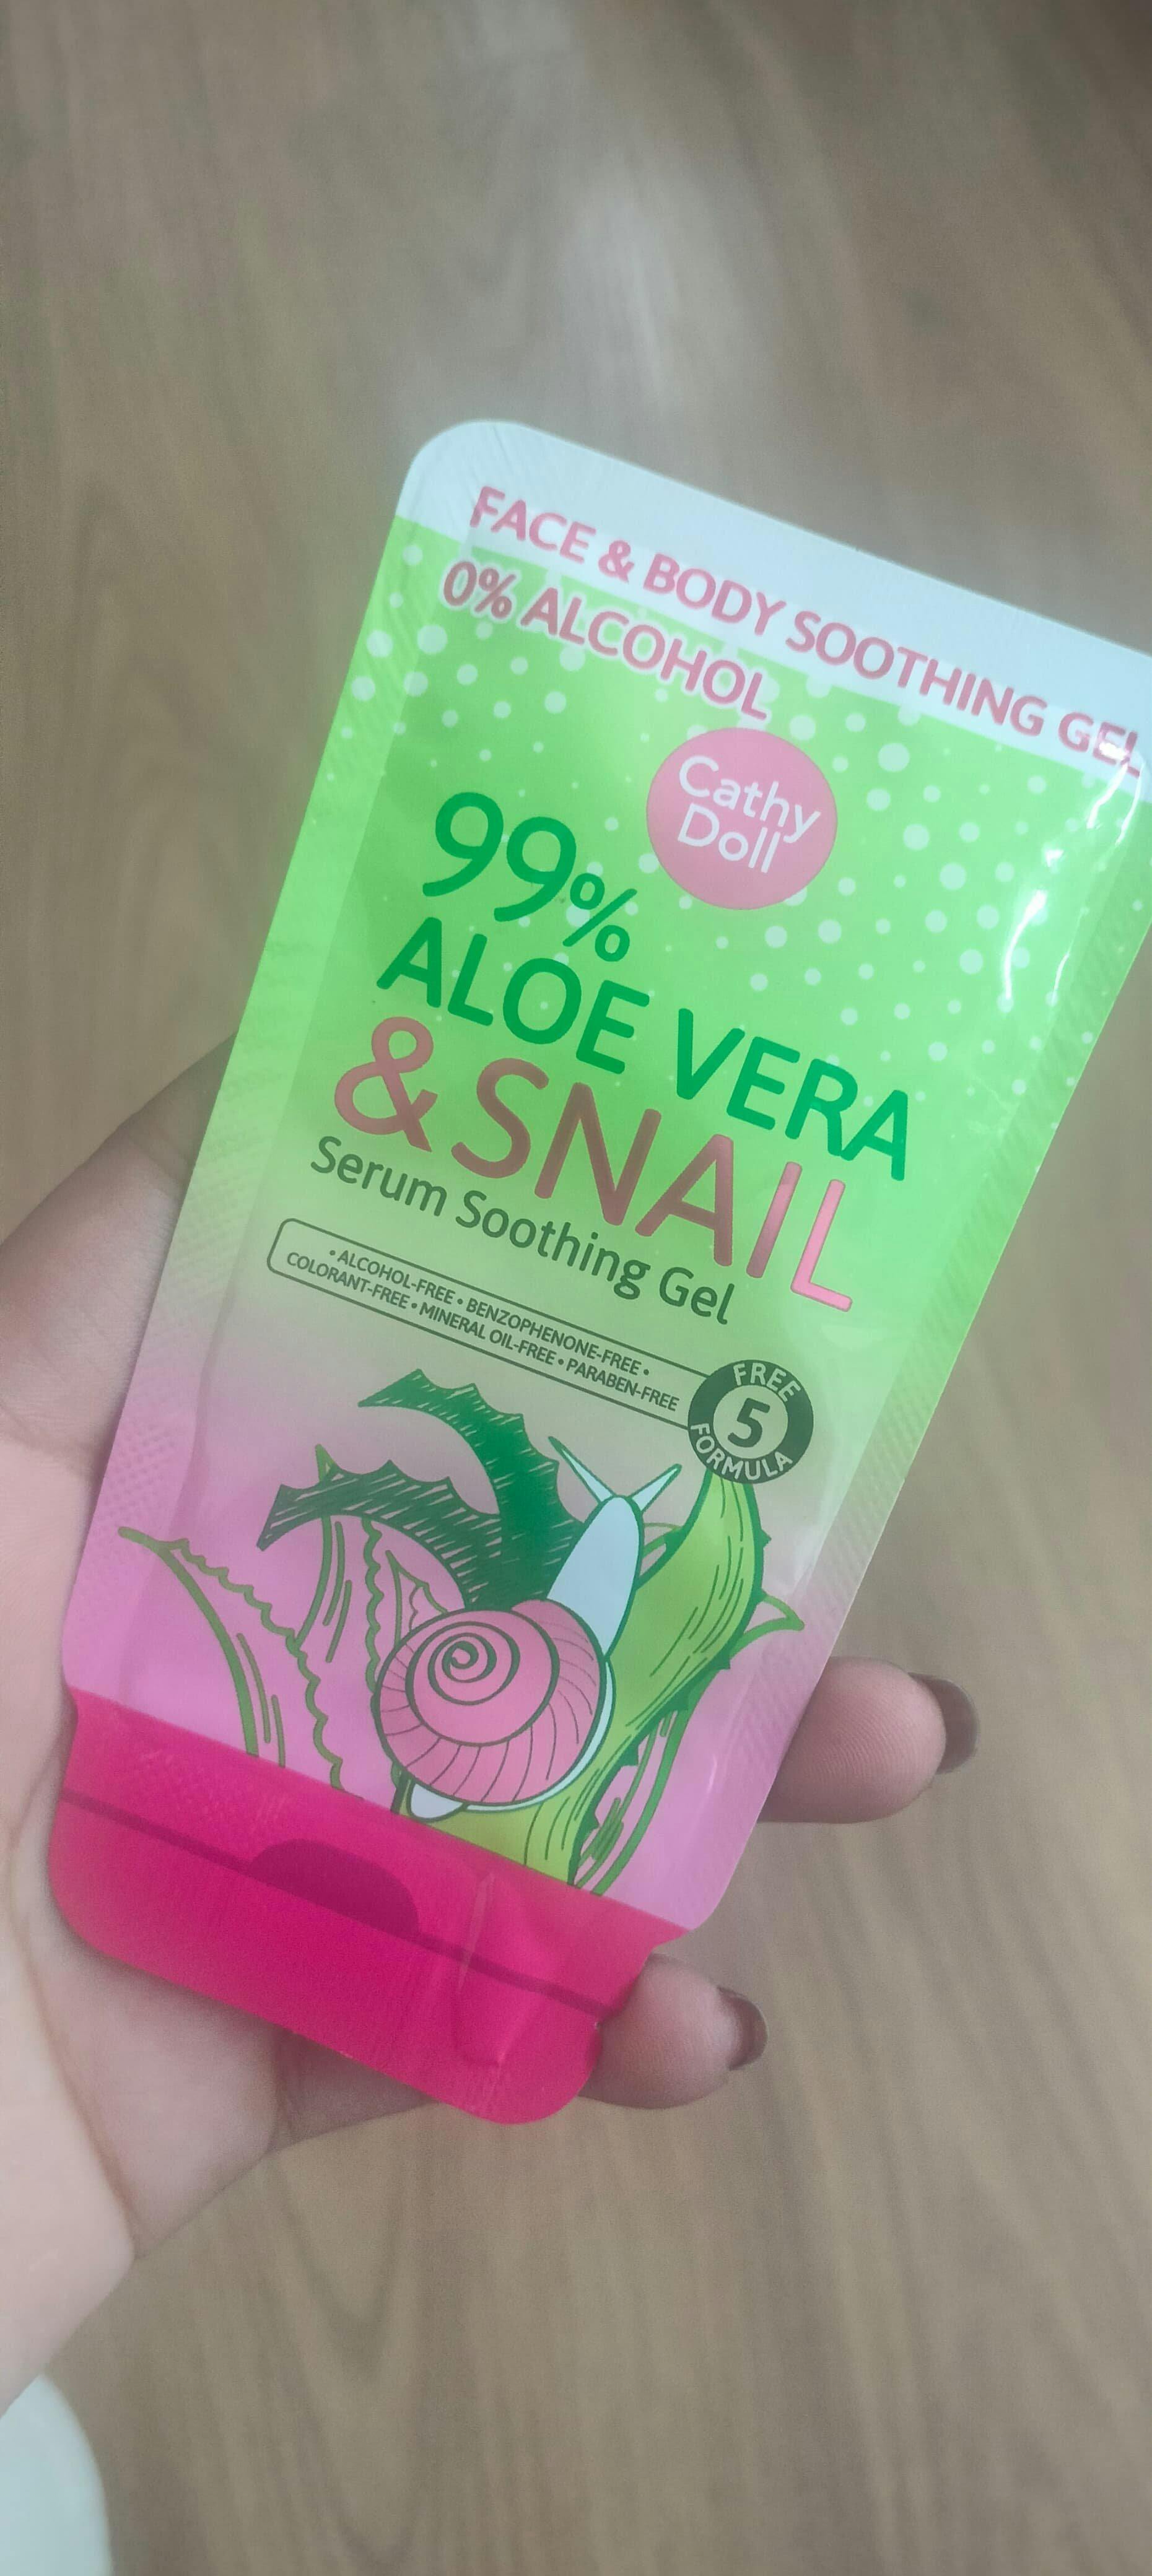 FACE & BODY SOOTHING GEL
0% ALCOHOL
Cathy
Doll
99%
ALOE VERA
& SNAIL
Serum Soothing Gel
• ALCOHOL-FREE • BENZOPHENONE-FREE •
COLORANT-FREE • MINERAL OIL-FREE • PARABEN-FREE
FREE
5
FORMULA